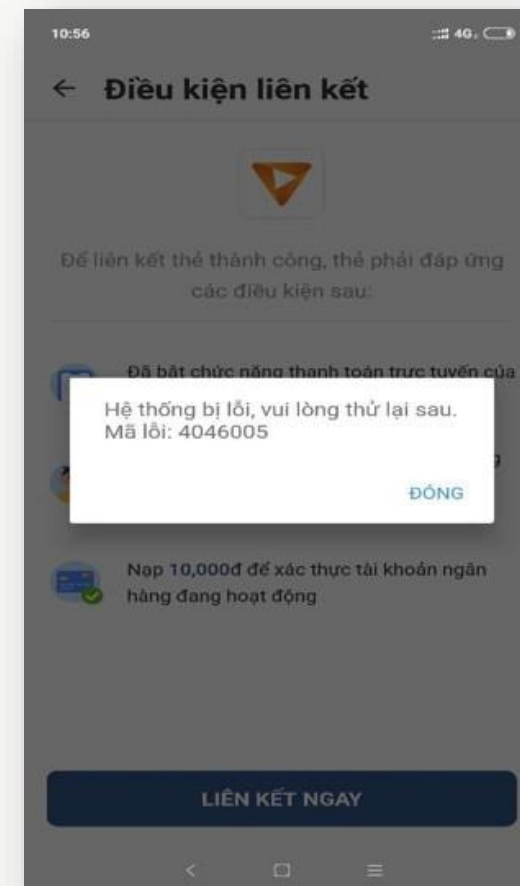 10:56
4G
Điều kiện liên kết
Để liên kết thẻ thành công, thẻ phải đáp ứng
các điều kiện sau:
Đã bật chức năng thanh toán trực tuyến của
Hệ thống bị lỗi, vui lòng thử lại sau.
Mã lỗi: 4046005
ĐÓNG
Nạp 10,000đ để xác thực tài khoản ngân
hàng đang hoạt động
LIÊN KẾT NGAY